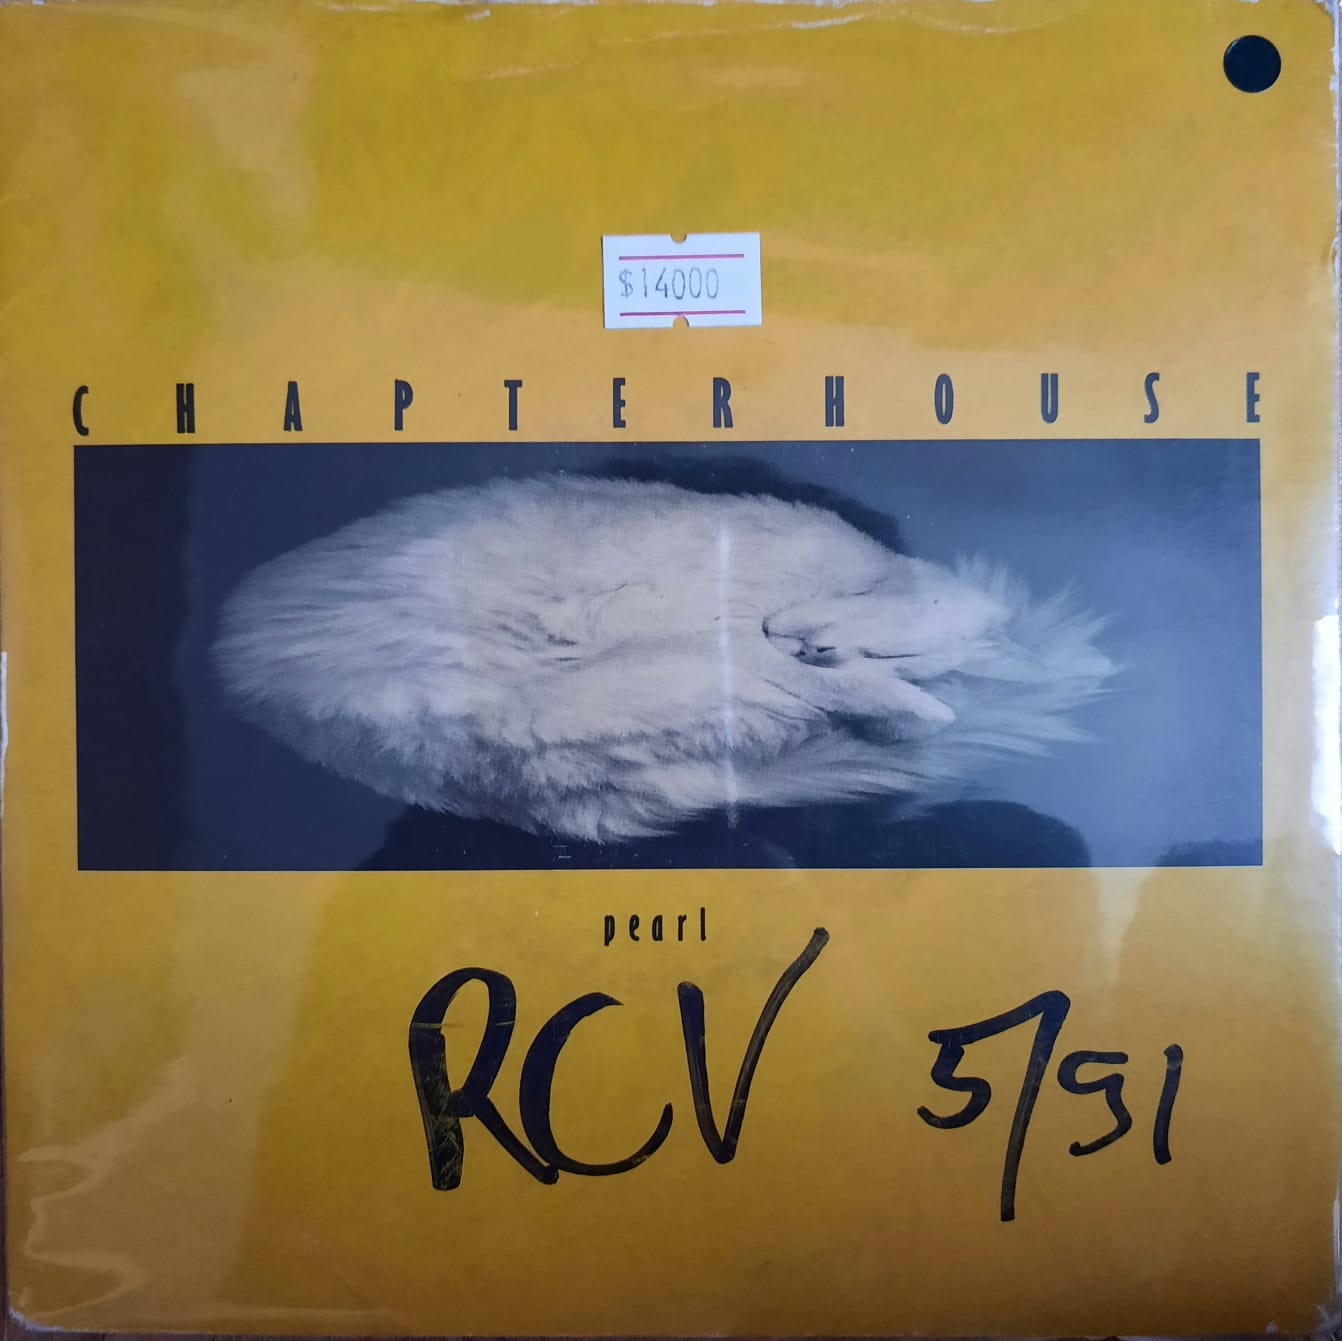 $14000
CHAPTERHOUSE
pearl
RCV 5/91